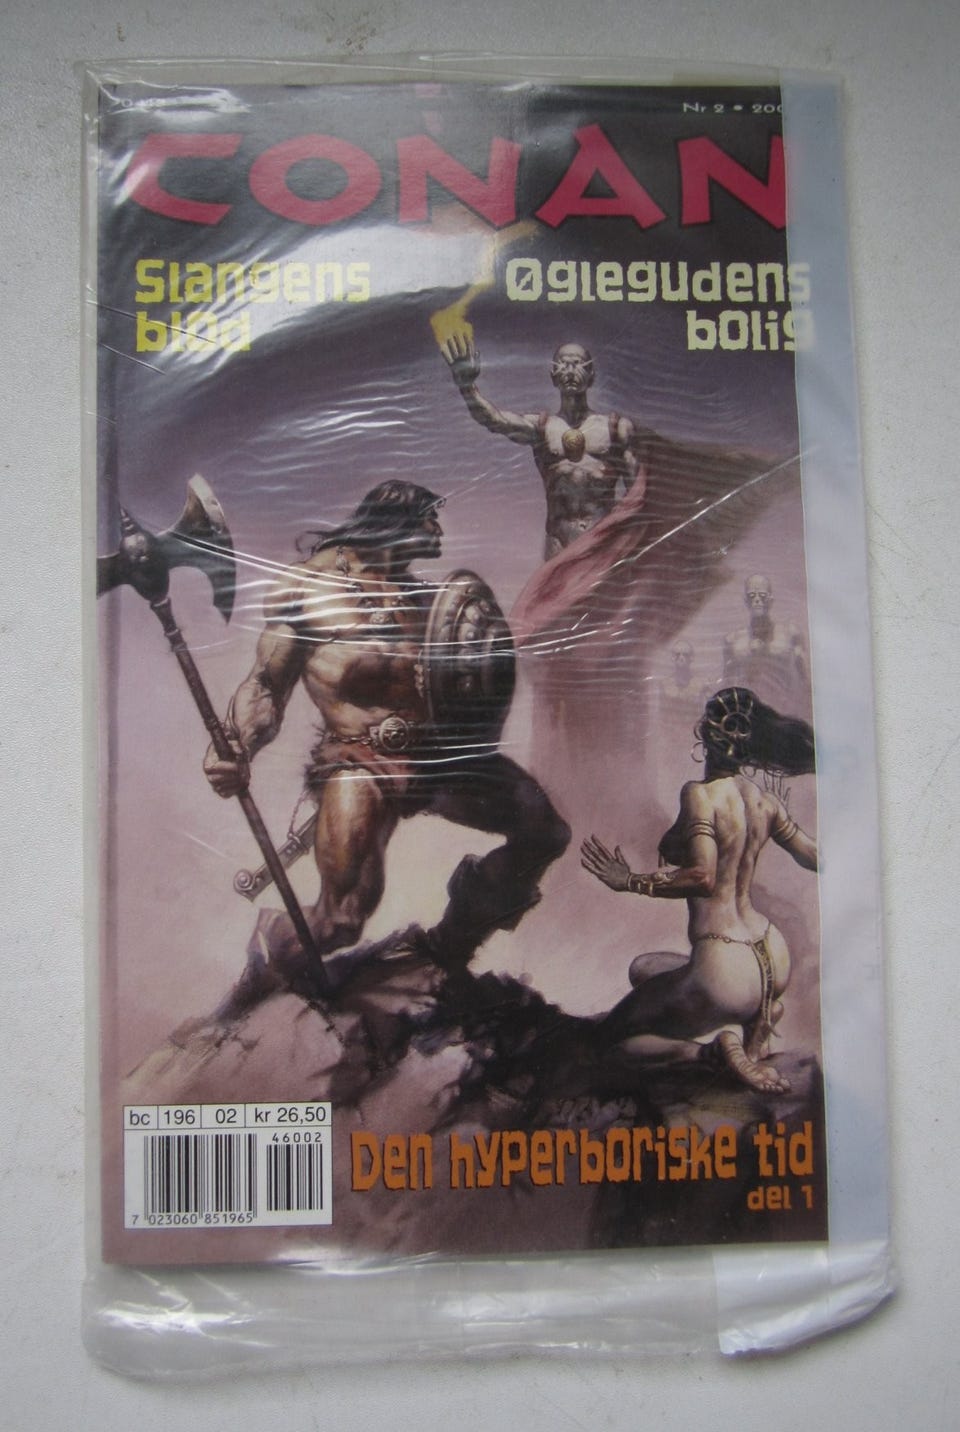 Nr 2 • 200
CONAN
Slangens
blod
Øglegudens
bolig
bc 196 02 kr 26,50
46002
7 023060 851965
Den hyperboriske tid
del 1